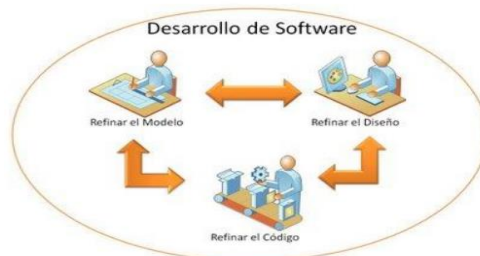 Desarrollo de Software
Refinar el Modelo
Refinar el Diseño
Refinar el Código